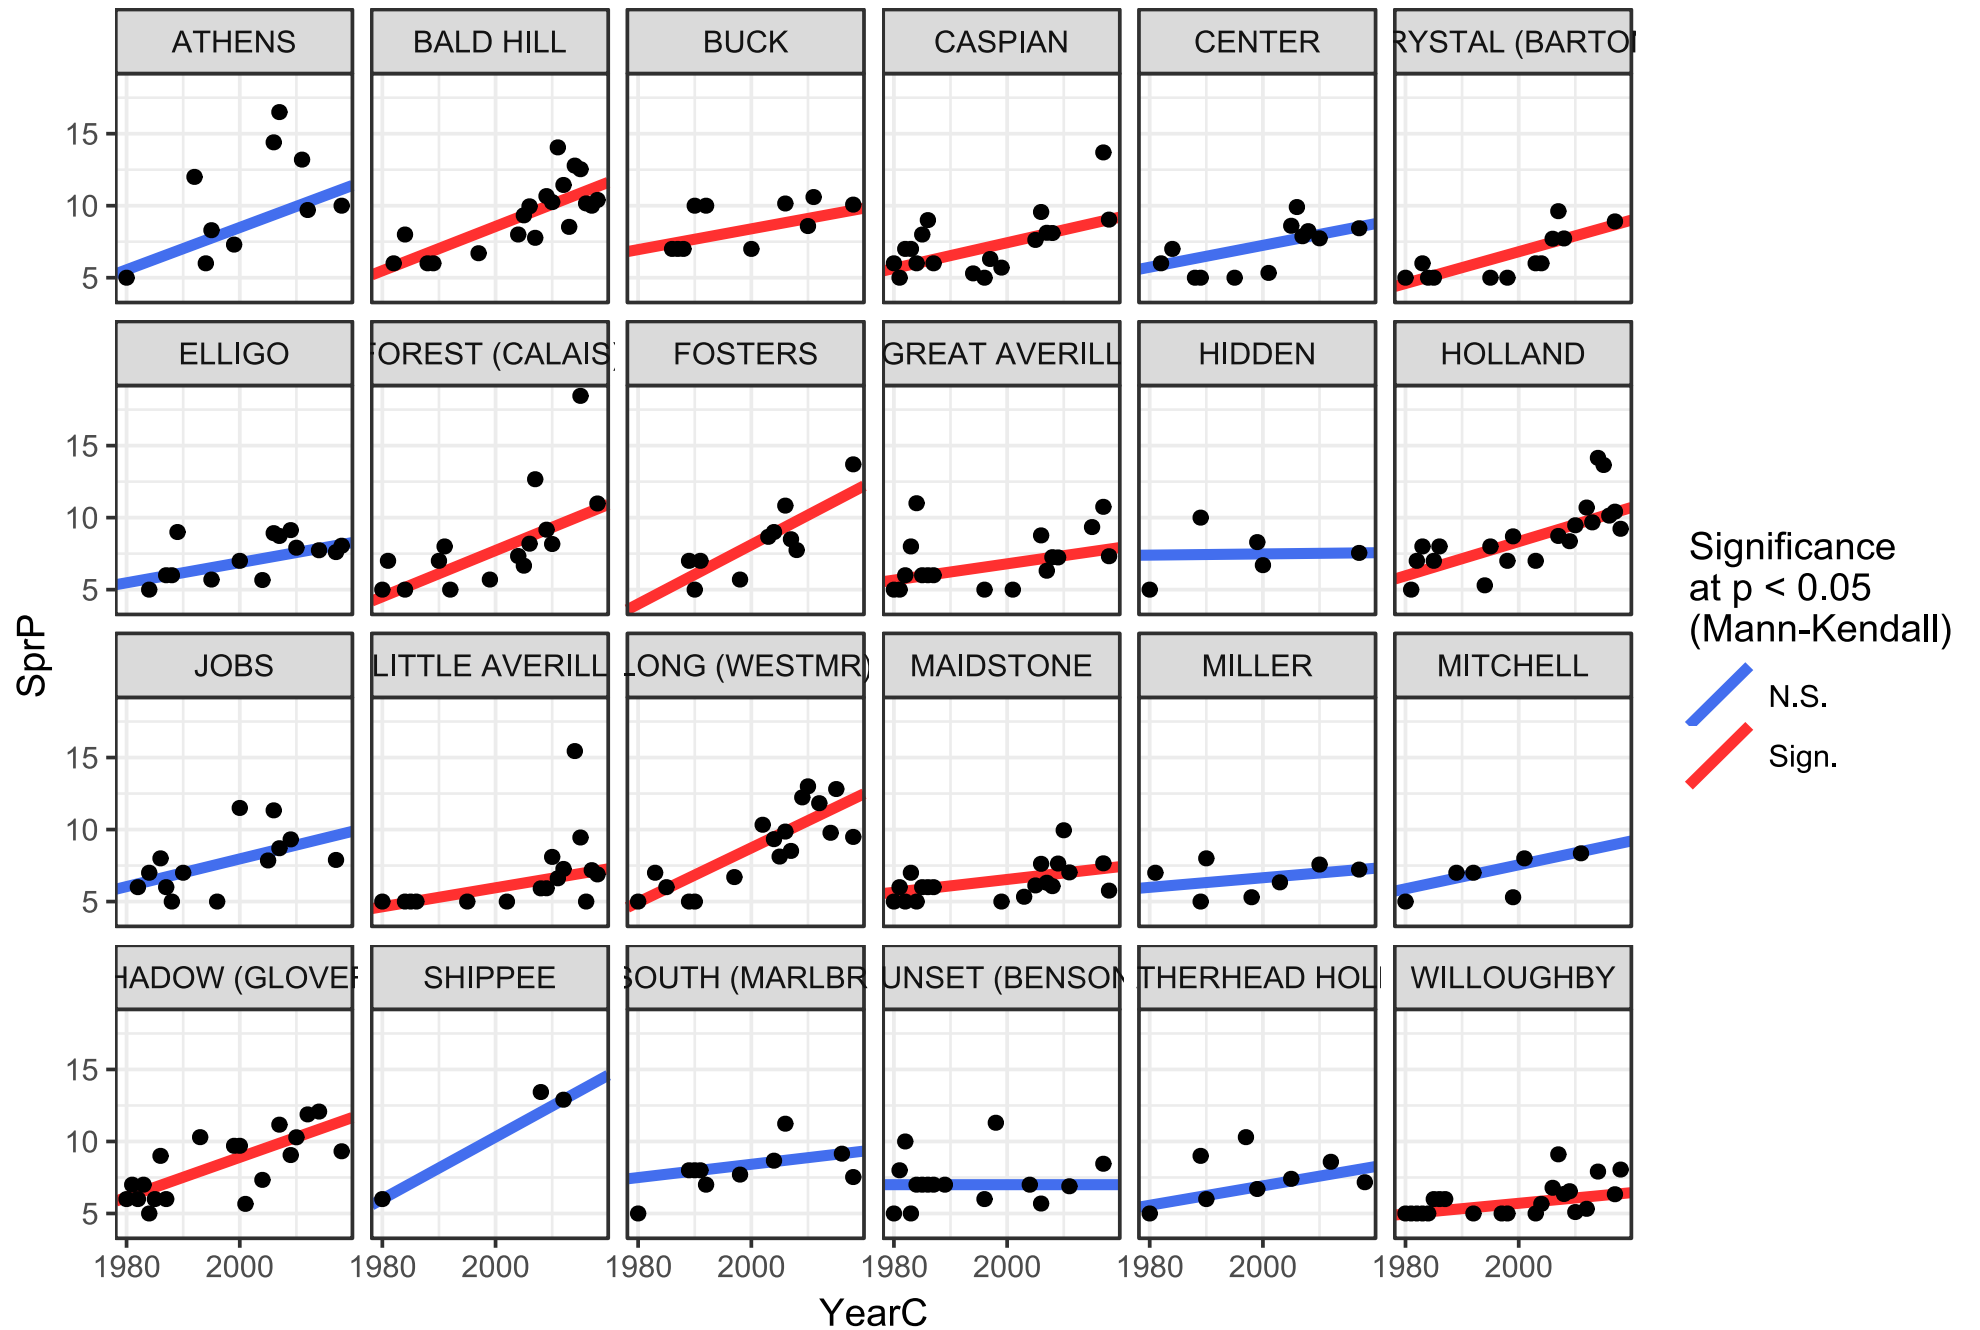 ATHENS BALD HILL BUCK CASPIAN CENTER RYSTAL (BARTON
15
10
5
ELLIGO FOREST (CALAIS) FOSTERS GREAT AVERILL HIDDEN HOLLAND
15
10
5
JOBS LITTLE AVERILL LONG (WESTMR) MAIDSTONE MILLER MITCHELL
15
10
5
HADOW (GLOVER SHIPPEE SOUTH (MARLBR UNSET (BENSON THERHEAD HOLL WILLOUGHBY
15
10
5
1980 2000 1980 2000 1980 2000 1980 2000 1980 2000 1980 2000
YearC
SprP
Significance
at p < 0.05
(Mann-Kendall)
N.S.
Sign.